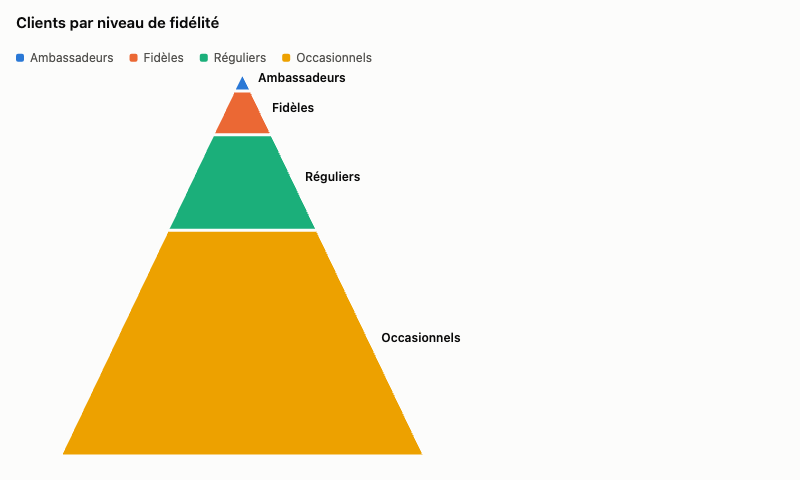 Clients par niveau de fidélité
Ambassadeurs Fidèles Réguliers Occasionnels
Ambassadeurs
Fidèles
Réguliers
Occasionnels